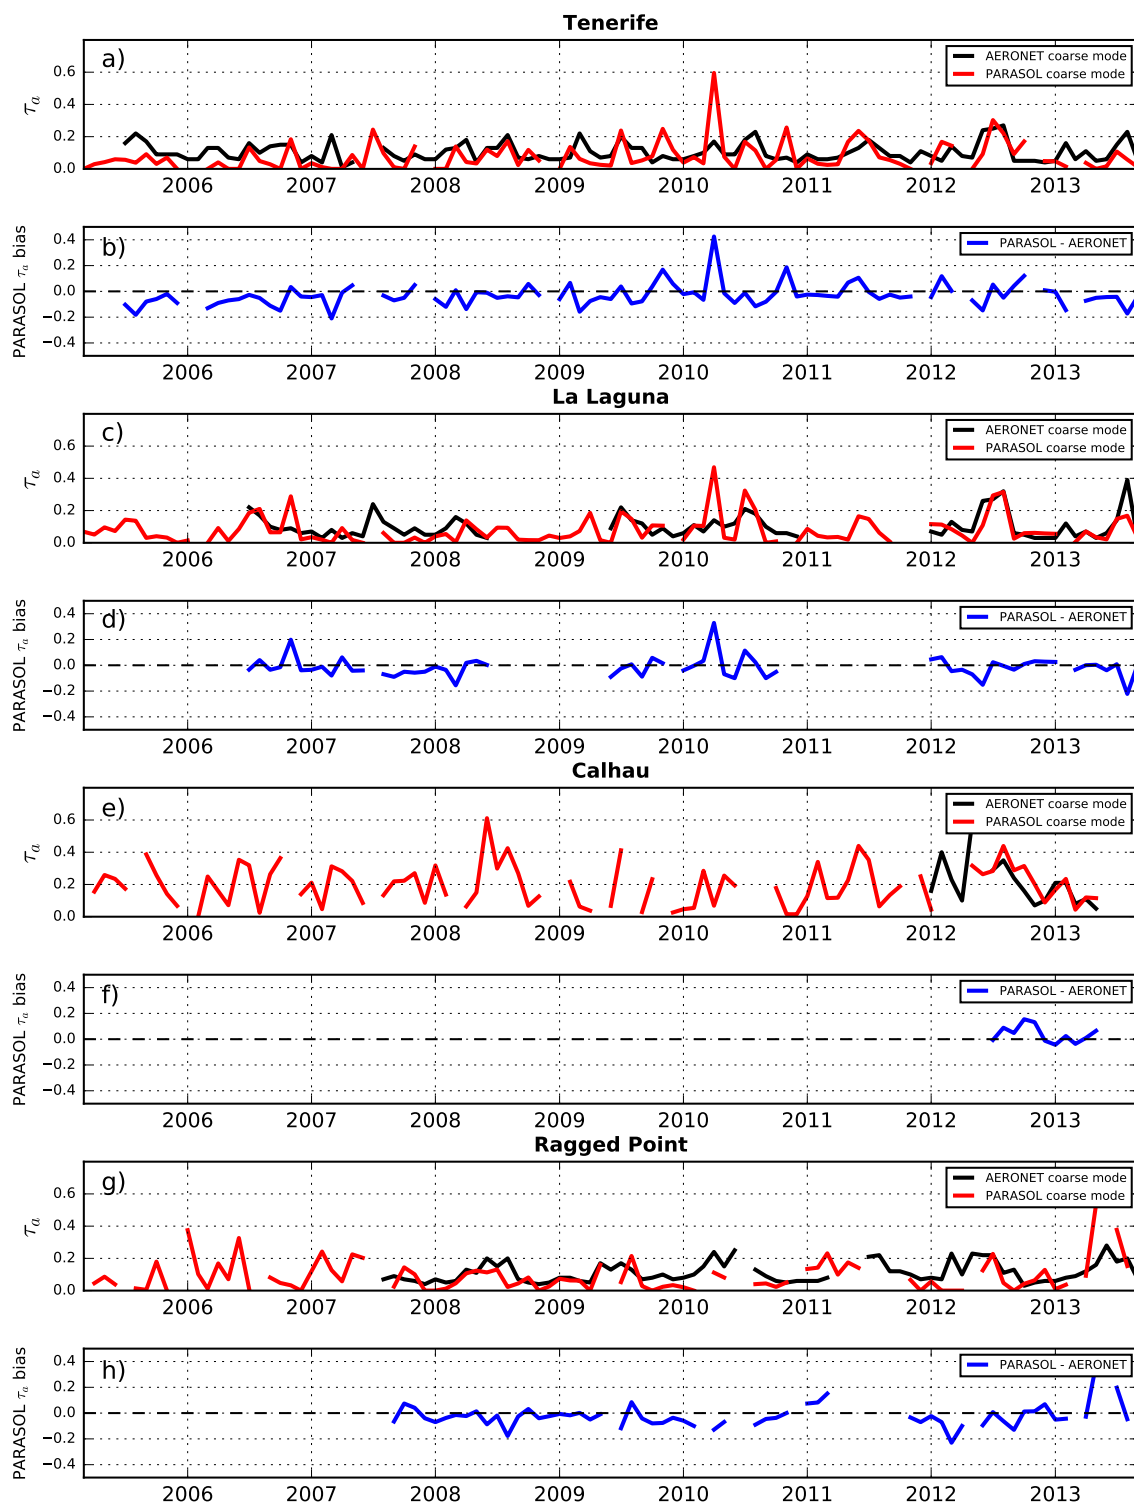 Tenerife
a)
AERONET coarse mode
PARASOL coarse mode
τa
0.6
0.4
0.2
0.0
2006 2007 2008 2009 2010 2011 2012 2013
b)
PARASOL - AERONET
PARASOL τa bias
0.4
0.2
0.0
−0.2
−0.4
2006 2007 2008 2009 2010 2011 2012 2013
La Laguna
c)
AERONET coarse mode
PARASOL coarse mode
τa
0.6
0.4
0.2
0.0
2006 2007 2008 2009 2010 2011 2012 2013
d)
PARASOL - AERONET
PARASOL τa bias
0.4
0.2
0.0
−0.2
−0.4
2006 2007 2008 2009 2010 2011 2012 2013
Calhau
e)
AERONET coarse mode
PARASOL coarse mode
τa
0.6
0.4
0.2
0.0
2006 2007 2008 2009 2010 2011 2012 2013
f)
PARASOL - AERONET
PARASOL τa bias
0.4
0.2
0.0
−0.2
−0.4
2006 2007 2008 2009 2010 2011 2012 2013
Ragged Point
g)
AERONET coarse mode
PARASOL coarse mode
τa
0.6
0.4
0.2
0.0
2006 2007 2008 2009 2010 2011 2012 2013
h)
PARASOL - AERONET
PARASOL τa bias
0.4
0.2
0.0
−0.2
−0.4
2006 2007 2008 2009 2010 2011 2012 2013